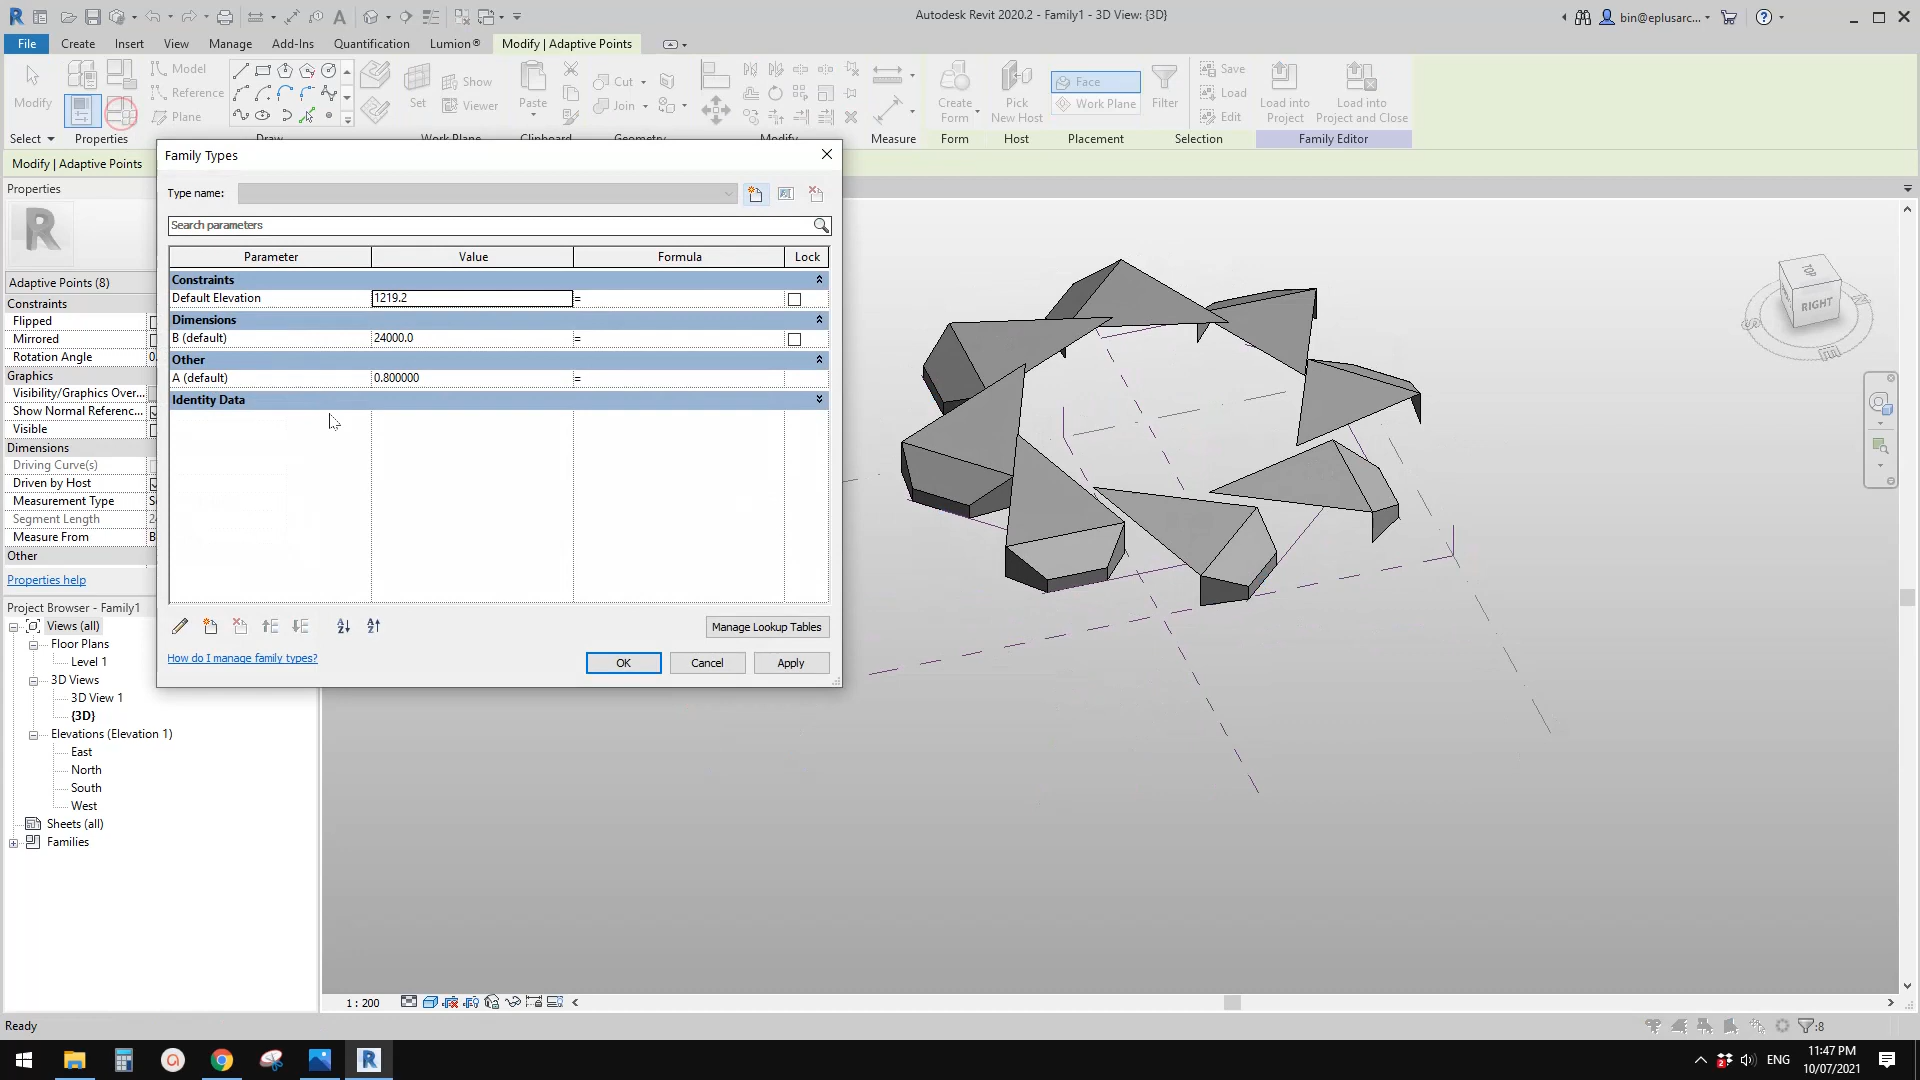 Autodesk Revit 2020.2 - Family1 - 3D View: {3D}
bin@eplusarc...
File Create Insert View Manage Add-Ins Quantification Lumion® Modify | Adaptive Points
Modify
Model
Reference
Plane
Set
Show
Viewer
Paste
Cut
Join
Create Form
Pick New Host
Face
Work Plane
Filter
Save
Load
Edit
Load into Project
Load into Project and Close
Select Properties Draw Work Plane Clipboard Geometry Modify Measure Form Host Placement Selection Family Editor
Modify | Adaptive Points
Properties
Adaptive Points (8)
Constraints
Flipped
Mirrored
Rotation Angle 0.
Graphics
Visibility/Graphics Over...
Show Normal Referenc...
Visible
Dimensions
Driving Curve(s)
Driven by Host
Measurement Type S
Segment Length 2
Measure From B
Other
Properties help
Project Browser - Family1
Views (all)
Floor Plans
Level 1
3D Views
3D View 1
{3D}
Elevations (Elevation 1)
East
North
South
West
Sheets (all)
Families
Family Types
Type name:
Search parameters
Parameter Value Formula Lock
Constraints
Default Elevation 1219.2 =
Dimensions
B (default) 24000.0 =
Other
A (default) 0.800000 =
Identity Data
Manage Lookup Tables
How do I manage family types?
OK Cancel Apply
TOP
RIGHT
1 : 200
Ready
:8
ENG
11:47 PM
10/07/2021